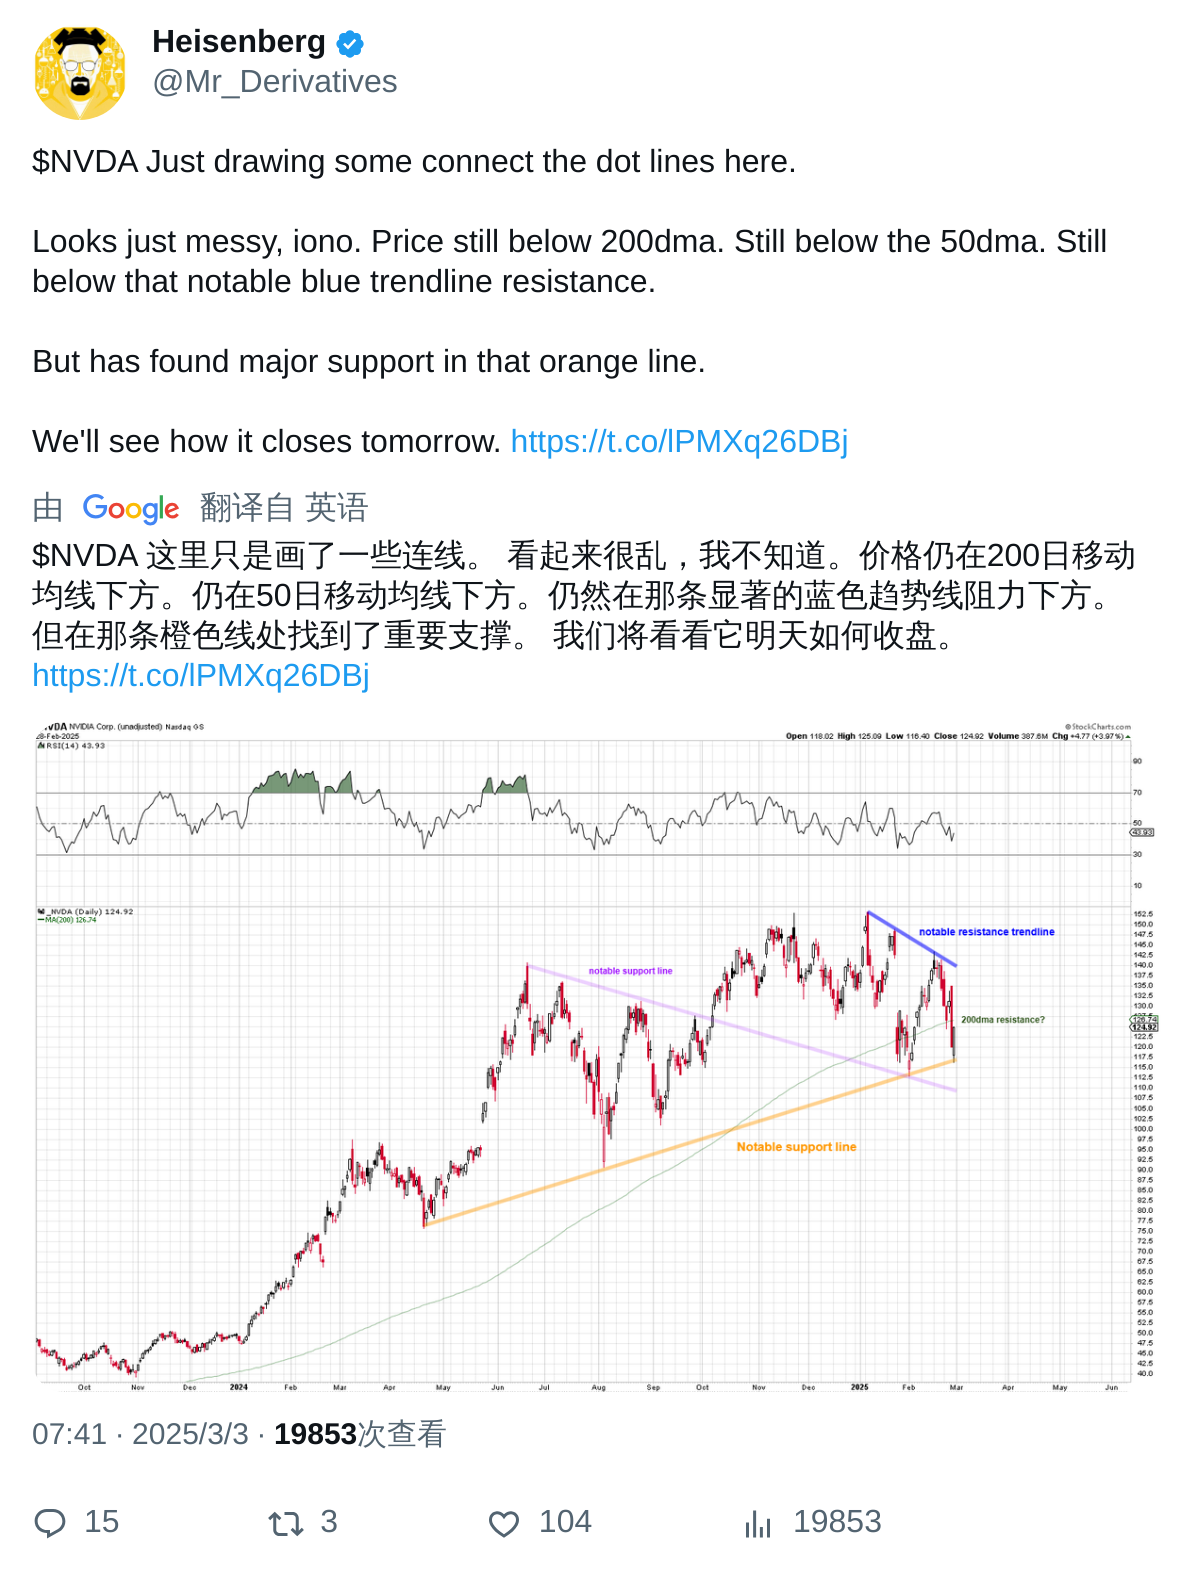 Heisenberg
@Mr_Derivatives
$NVDA Just drawing some connect the dot lines here.
Looks just messy, iono. Price still below 200dma. Still below the 50dma. Still
below that notable blue trendline resistance.
But has found major support in that orange line.
We'll see how it closes tomorrow. https://t.co/lPMXq26DBj
由 Google 翻译自 英语
$NVDA 这里只是画了一些连线。 看起来很乱，我不知道。价格仍在200日移动
均线下方。仍在50日移动均线下方。仍然在那条显著的蓝色趋势线阻力下方。
但在那条橙色线处找到了重要支撑。 我们将看看它明天如何收盘。
https://t.co/lPMXq26DBj
VDA NVIDIA Corp. (unadjusted) Nasdaq GS
© StockCharts.com
8-Feb-2025
Open 118.02 High 125.09 Low 116.40 Close 124.92 Volume 387.6M Chg +4.77 (+3.97%)
RSI(14) 43.93
90
70
50
43.93
30
10
NVDA (Daily) 124.92
MA(200) 126.74
152.5
150.0
147.5
145.0
142.5
140.0
137.5
135.0
132.5
130.0
127.5
126.74
124.92
122.5
120.0
117.5
115.0
112.5
110.0
107.5
105.0
102.5
100.0
97.5
95.0
92.5
90.0
87.5
85.0
82.5
80.0
77.5
75.0
72.5
70.0
67.5
65.0
62.5
60.0
57.5
55.0
52.5
50.0
47.5
45.0
42.5
40.0
notable resistance trendline
notable support line
200dma resistance?
Notable support line
Oct Nov Dec 2024 Feb Mar Apr May Jun Jul Aug Sep Oct Nov Dec 2025 Feb Mar Apr May Jun
07:41 · 2025/3/3 · 19853次查看
15 3 104 19853